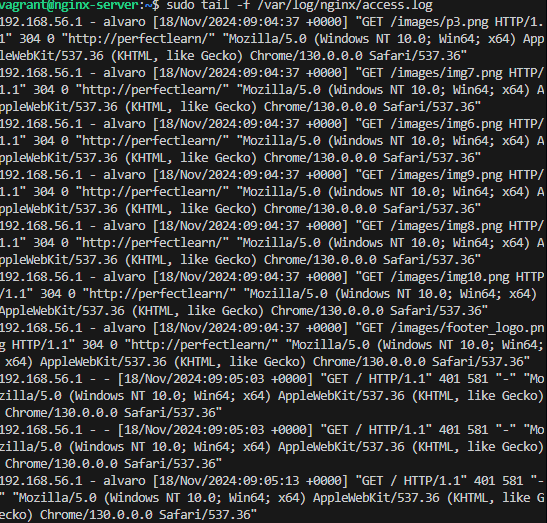 vagrant@nginx-server:~$ sudo tail -f /var/log/nginx/access.log
192.168.56.1 - alvaro [18/Nov/2024:09:04:37 +0000] "GET /images/p3.png HTTP/1.
1" 304 0 "http://perfectlearn/" "Mozilla/5.0 (Windows NT 10.0; Win64; x64) App
leWebKit/537.36 (KHTML, like Gecko) Chrome/130.0.0.0 Safari/537.36"
192.168.56.1 - alvaro [18/Nov/2024:09:04:37 +0000] "GET /images/img7.png HTTP/
1.1" 304 0 "http://perfectlearn/" "Mozilla/5.0 (Windows NT 10.0; Win64; x64) A
ppleWebKit/537.36 (KHTML, like Gecko) Chrome/130.0.0.0 Safari/537.36"
192.168.56.1 - alvaro [18/Nov/2024:09:04:37 +0000] "GET /images/img6.png HTTP/
1.1" 304 0 "http://perfectlearn/" "Mozilla/5.0 (Windows NT 10.0; Win64; x64) A
ppleWebKit/537.36 (KHTML, like Gecko) Chrome/130.0.0.0 Safari/537.36"
192.168.56.1 - alvaro [18/Nov/2024:09:04:37 +0000] "GET /images/img9.png HTTP/
1.1" 304 0 "http://perfectlearn/" "Mozilla/5.0 (Windows NT 10.0; Win64; x64) A
ppleWebKit/537.36 (KHTML, like Gecko) Chrome/130.0.0.0 Safari/537.36"
192.168.56.1 - alvaro [18/Nov/2024:09:04:37 +0000] "GET /images/img8.png HTTP/
1.1" 304 0 "http://perfectlearn/" "Mozilla/5.0 (Windows NT 10.0; Win64; x64) A
ppleWebKit/537.36 (KHTML, like Gecko) Chrome/130.0.0.0 Safari/537.36"
192.168.56.1 - alvaro [18/Nov/2024:09:04:37 +0000] "GET /images/img10.png HTTP
/1.1" 304 0 "http://perfectlearn/" "Mozilla/5.0 (Windows NT 10.0; Win64; x64) 
AppleWebKit/537.36 (KHTML, like Gecko) Chrome/130.0.0.0 Safari/537.36"
192.168.56.1 - alvaro [18/Nov/2024:09:04:37 +0000] "GET /images/footer_logo.pn
g HTTP/1.1" 304 0 "http://perfectlearn/" "Mozilla/5.0 (Windows NT 10.0; Win64;
 x64) AppleWebKit/537.36 (KHTML, like Gecko) Chrome/130.0.0.0 Safari/537.36"
192.168.56.1 - - [18/Nov/2024:09:05:03 +0000] "GET / HTTP/1.1" 401 581 "-" "Mo
zilla/5.0 (Windows NT 10.0; Win64; x64) AppleWebKit/537.36 (KHTML, like Gecko)
 Chrome/130.0.0.0 Safari/537.36"
192.168.56.1 - - [18/Nov/2024:09:05:03 +0000] "GET / HTTP/1.1" 401 581 "-" "Mo
zilla/5.0 (Windows NT 10.0; Win64; x64) AppleWebKit/537.36 (KHTML, like Gecko)
 Chrome/130.0.0.0 Safari/537.36"
192.168.56.1 - alvaro [18/Nov/2024:09:05:13 +0000] "GET / HTTP/1.1" 401 581 "-
" "Mozilla/5.0 (Windows NT 10.0; Win64; x64) AppleWebKit/537.36 (KHTML, like G
ecko) Chrome/130.0.0.0 Safari/537.36"